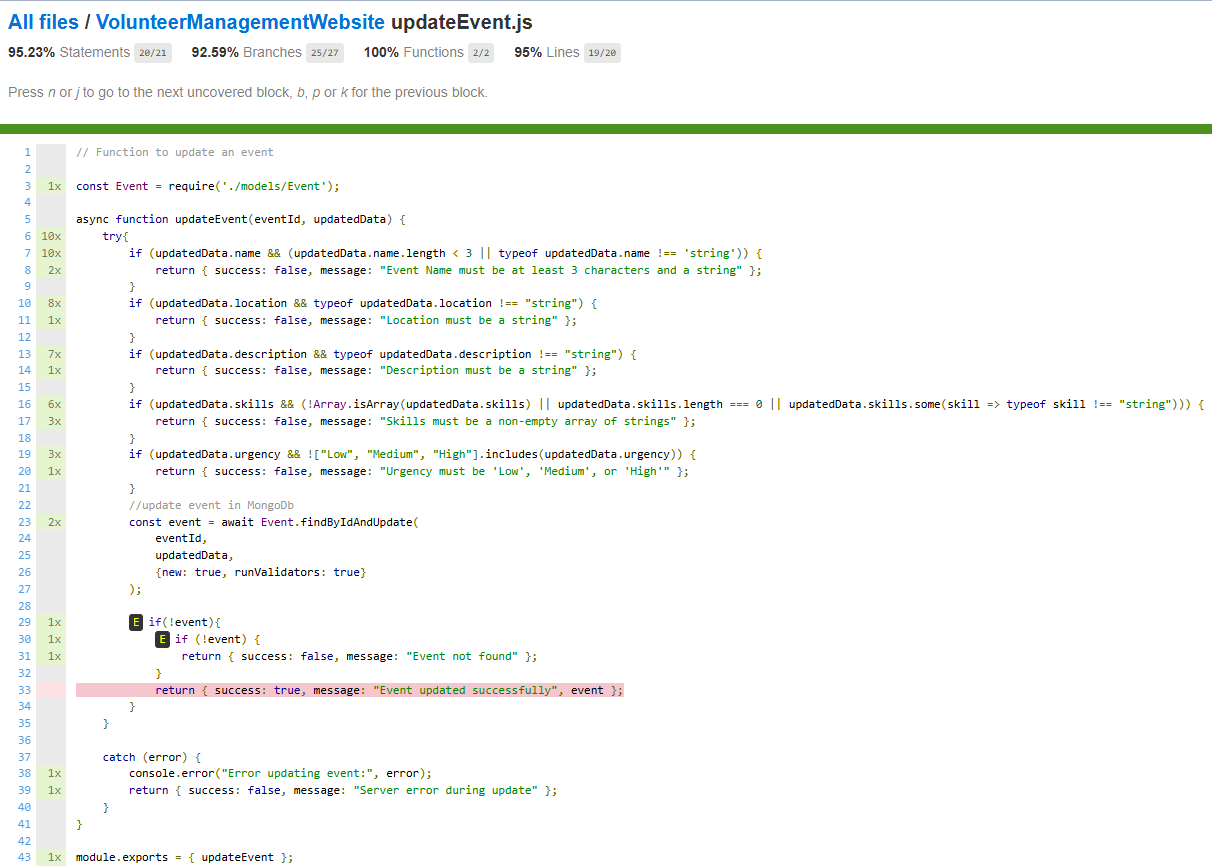 All files / VolunteerManagementWebsite updateEvent.js
95.23% Statements 20/21 92.59% Branches 25/27 100% Functions 2/2 95% Lines 19/20
Press n or j to go to the next uncovered block, b, p or k for the previous block.
1 // Function to update an event
2
3 1x const Event = require('./models/Event');
4
5 async function updateEvent(eventId, updatedData) {
6 10x try{
7 10x if (updatedData.name && (updatedData.name.length < 3 || typeof updatedData.name !== 'string')) {
8 2x return { success: false, message: "Event Name must be at least 3 characters and a string" };
9 }
10 8x if (updatedData.location && typeof updatedData.location !== "string") {
11 1x return { success: false, message: "Location must be a string" };
12 }
13 7x if (updatedData.description && typeof updatedData.description !== "string") {
14 1x return { success: false, message: "Description must be a string" };
15 }
16 6x if (updatedData.skills && (!Array.isArray(updatedData.skills) || updatedData.skills.length === 0 || updatedData.skills.some(skill => typeof skill !== "string"))) {
17 3x return { success: false, message: "Skills must be a non-empty array of strings" };
18 }
19 3x if (updatedData.urgency && !["Low", "Medium", "High"].includes(updatedData.urgency)) {
20 1x return { success: false, message: "Urgency must be 'Low', 'Medium', or 'High'" };
21 }
22 //update event in MongoDb
23 2x const event = await Event.findByIdAndUpdate(
24 eventId,
25 updatedData,
26 {new: true, runValidators: true}
27 );
28
29 1x E if(!event){
30 1x E if (!event) {
31 1x return { success: false, message: "Event not found" };
32 }
33 return { success: true, message: "Event updated successfully", event };
34 }
35 }
36
37 catch (error) {
38 1x console.error("Error updating event:", error);
39 1x return { success: false, message: "Server error during update" };
40 }
41 }
42
43 1x module.exports = { updateEvent };